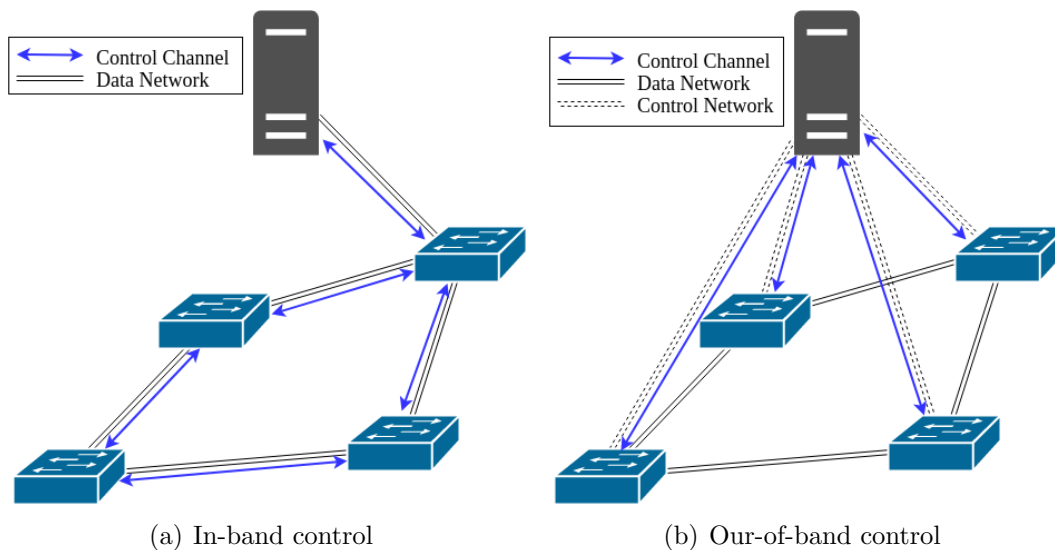 Control Channel
Data Network
Control Channel
Data Network
Control Network
(a) In-band control
(b) Our-of-band control